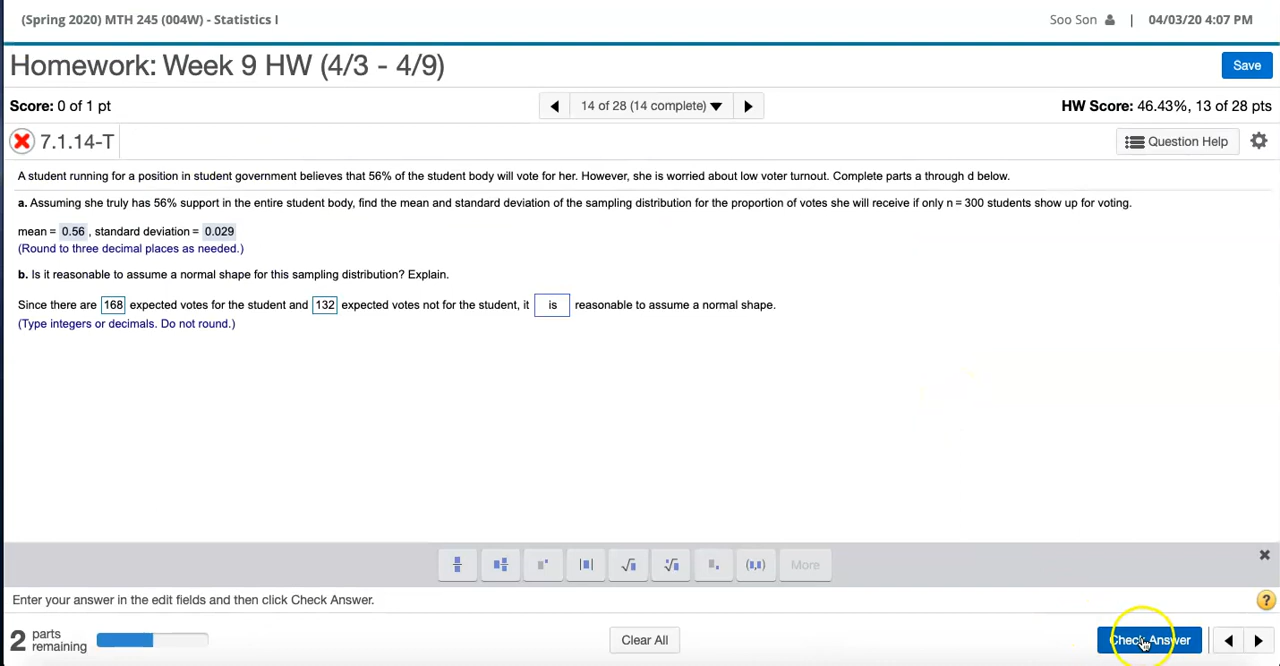 (Spring 2020) MTH 245 (004W) - Statistics I
Soo Son | 04/03/20 4:07 PM
Homework: Week 9 HW (4/3 - 4/9)
Save
Score: 0 of 1 pt
14 of 28 (14 complete)
HW Score: 46.43%, 13 of 28 pts
7.1.14-T
Question Help
A student running for a position in student government believes that 56% of the student body will vote for her. However, she is worried about low voter turnout. Complete parts a through d below.
a. Assuming she truly has 56% support in the entire student body, find the mean and standard deviation of the sampling distribution for the proportion of votes she will receive if only n = 300 students show up for voting.
mean = 0.56 , standard deviation = 0.029
(Round to three decimal places as needed.)
b. Is it reasonable to assume a normal shape for this sampling distribution? Explain.
Since there are 168 expected votes for the student and 132 expected votes not for the student, it is reasonable to assume a normal shape.
(Type integers or decimals. Do not round.)
More
Enter your answer in the edit fields and then click Check Answer.
?
2 parts remaining
Clear All
Check Answer